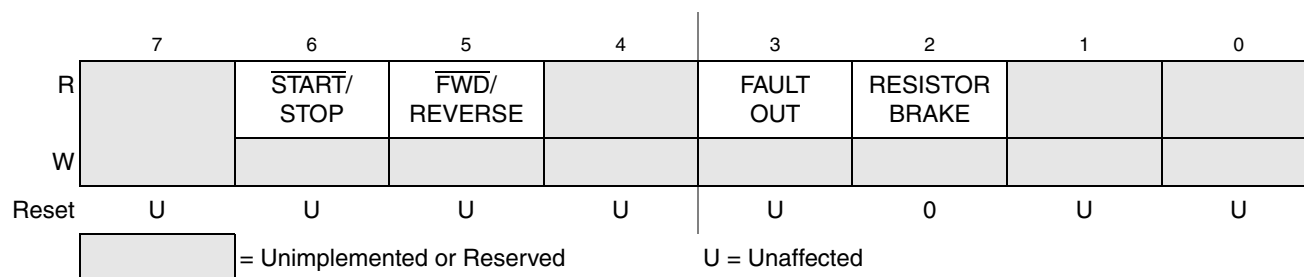 7 6 5 4 3 2 1 0
R START/ FWD/ FAULT RESISTOR
STOP REVERSE OUT BRAKE
W
Reset U U U U U 0 U U
= Unimplemented or Reserved U = Unaffected